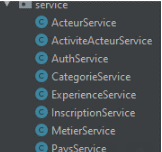 service
ActeurService
ActiviteActeurService
AuthService
CategorieService
ExperienceService
InscriptionService
MetierService
PaysService